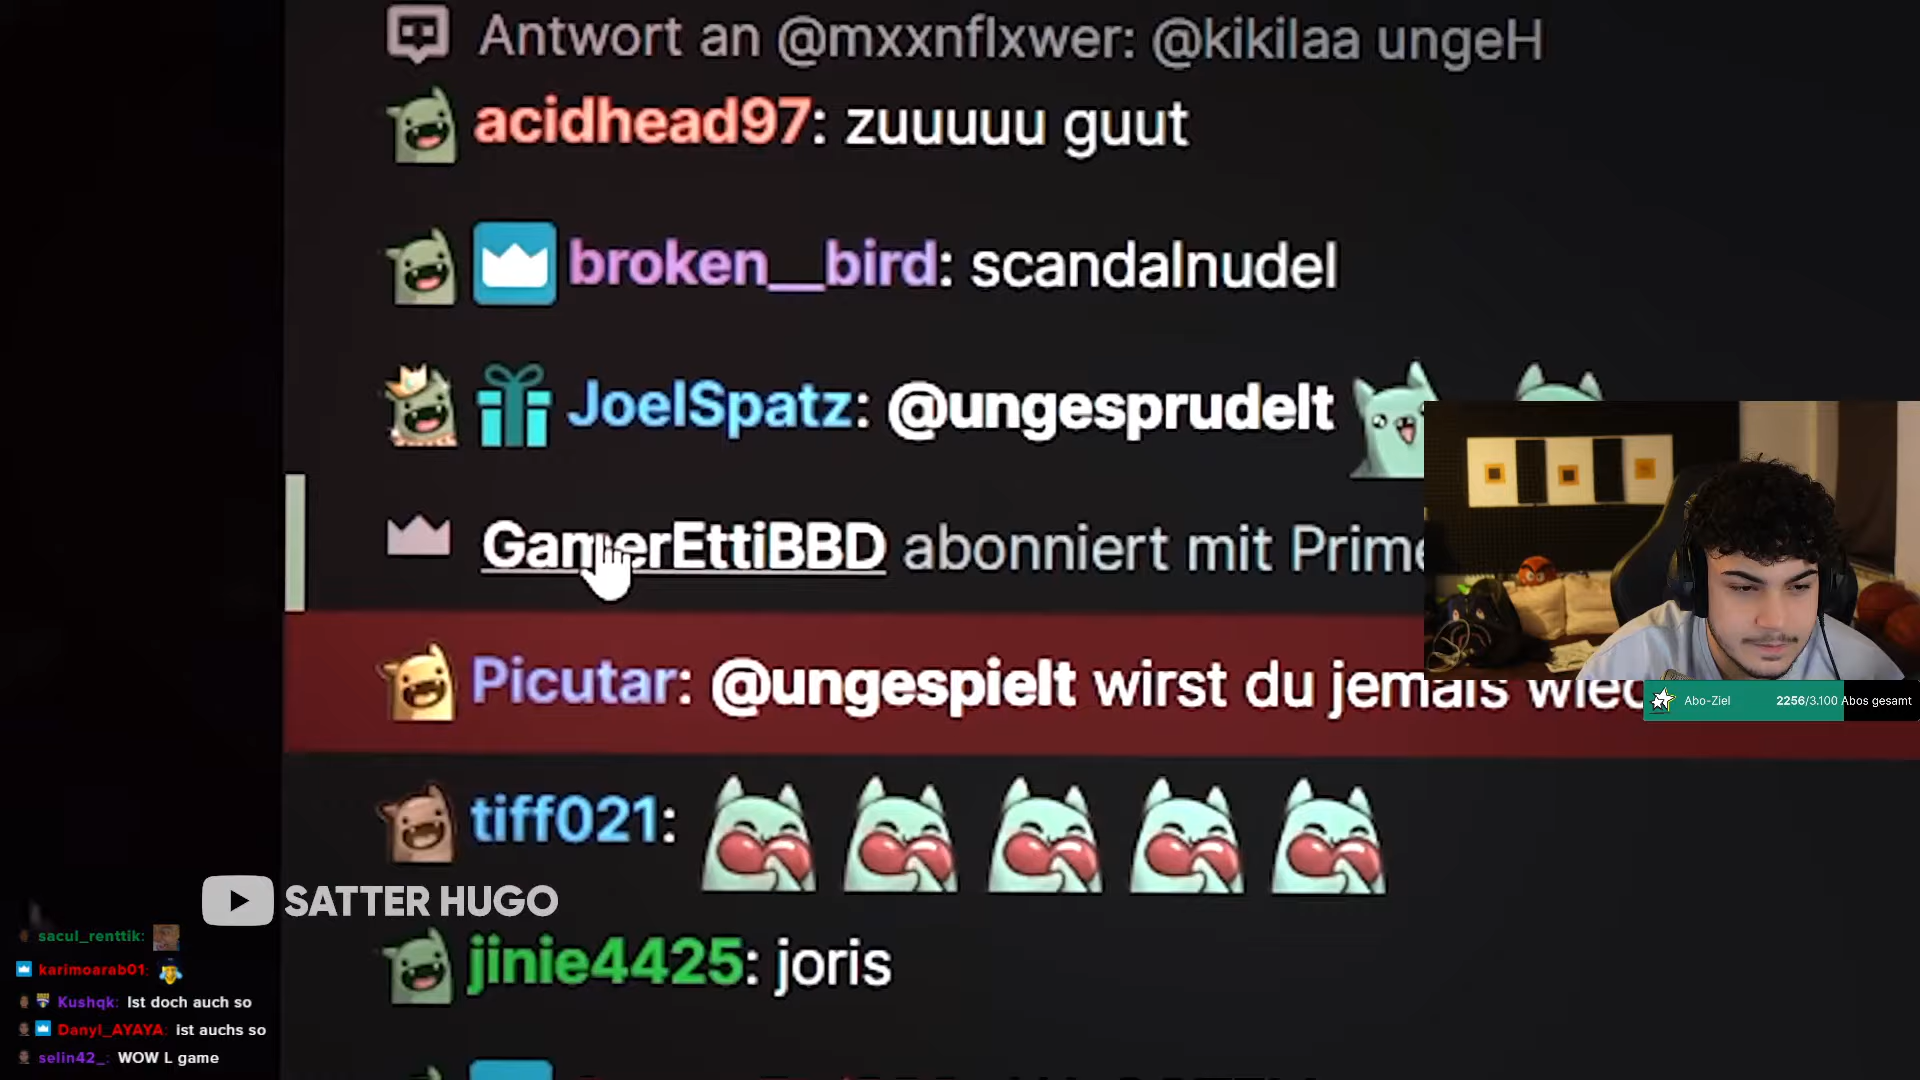 Antwort an @mxxnflxwer: @kikilaa ungeH
acidhead97: zuuuuu guut
broken__bird: scandalnudel
JoelSpatz: @ungesprudelt
GamerEttiBBD abonniert mit Prime
Picutar: @ungespielt wirst du jemals wied
Abo-Ziel 2256/3.100 Abos gesamt
tiff021:
SATTER HUGO
jinie4425: joris
sacul_renttik:
karimoarab01:
Kushqk: Ist doch auch so
Danyl_AYAYA: ist auchs so
selin42_: WOW L game